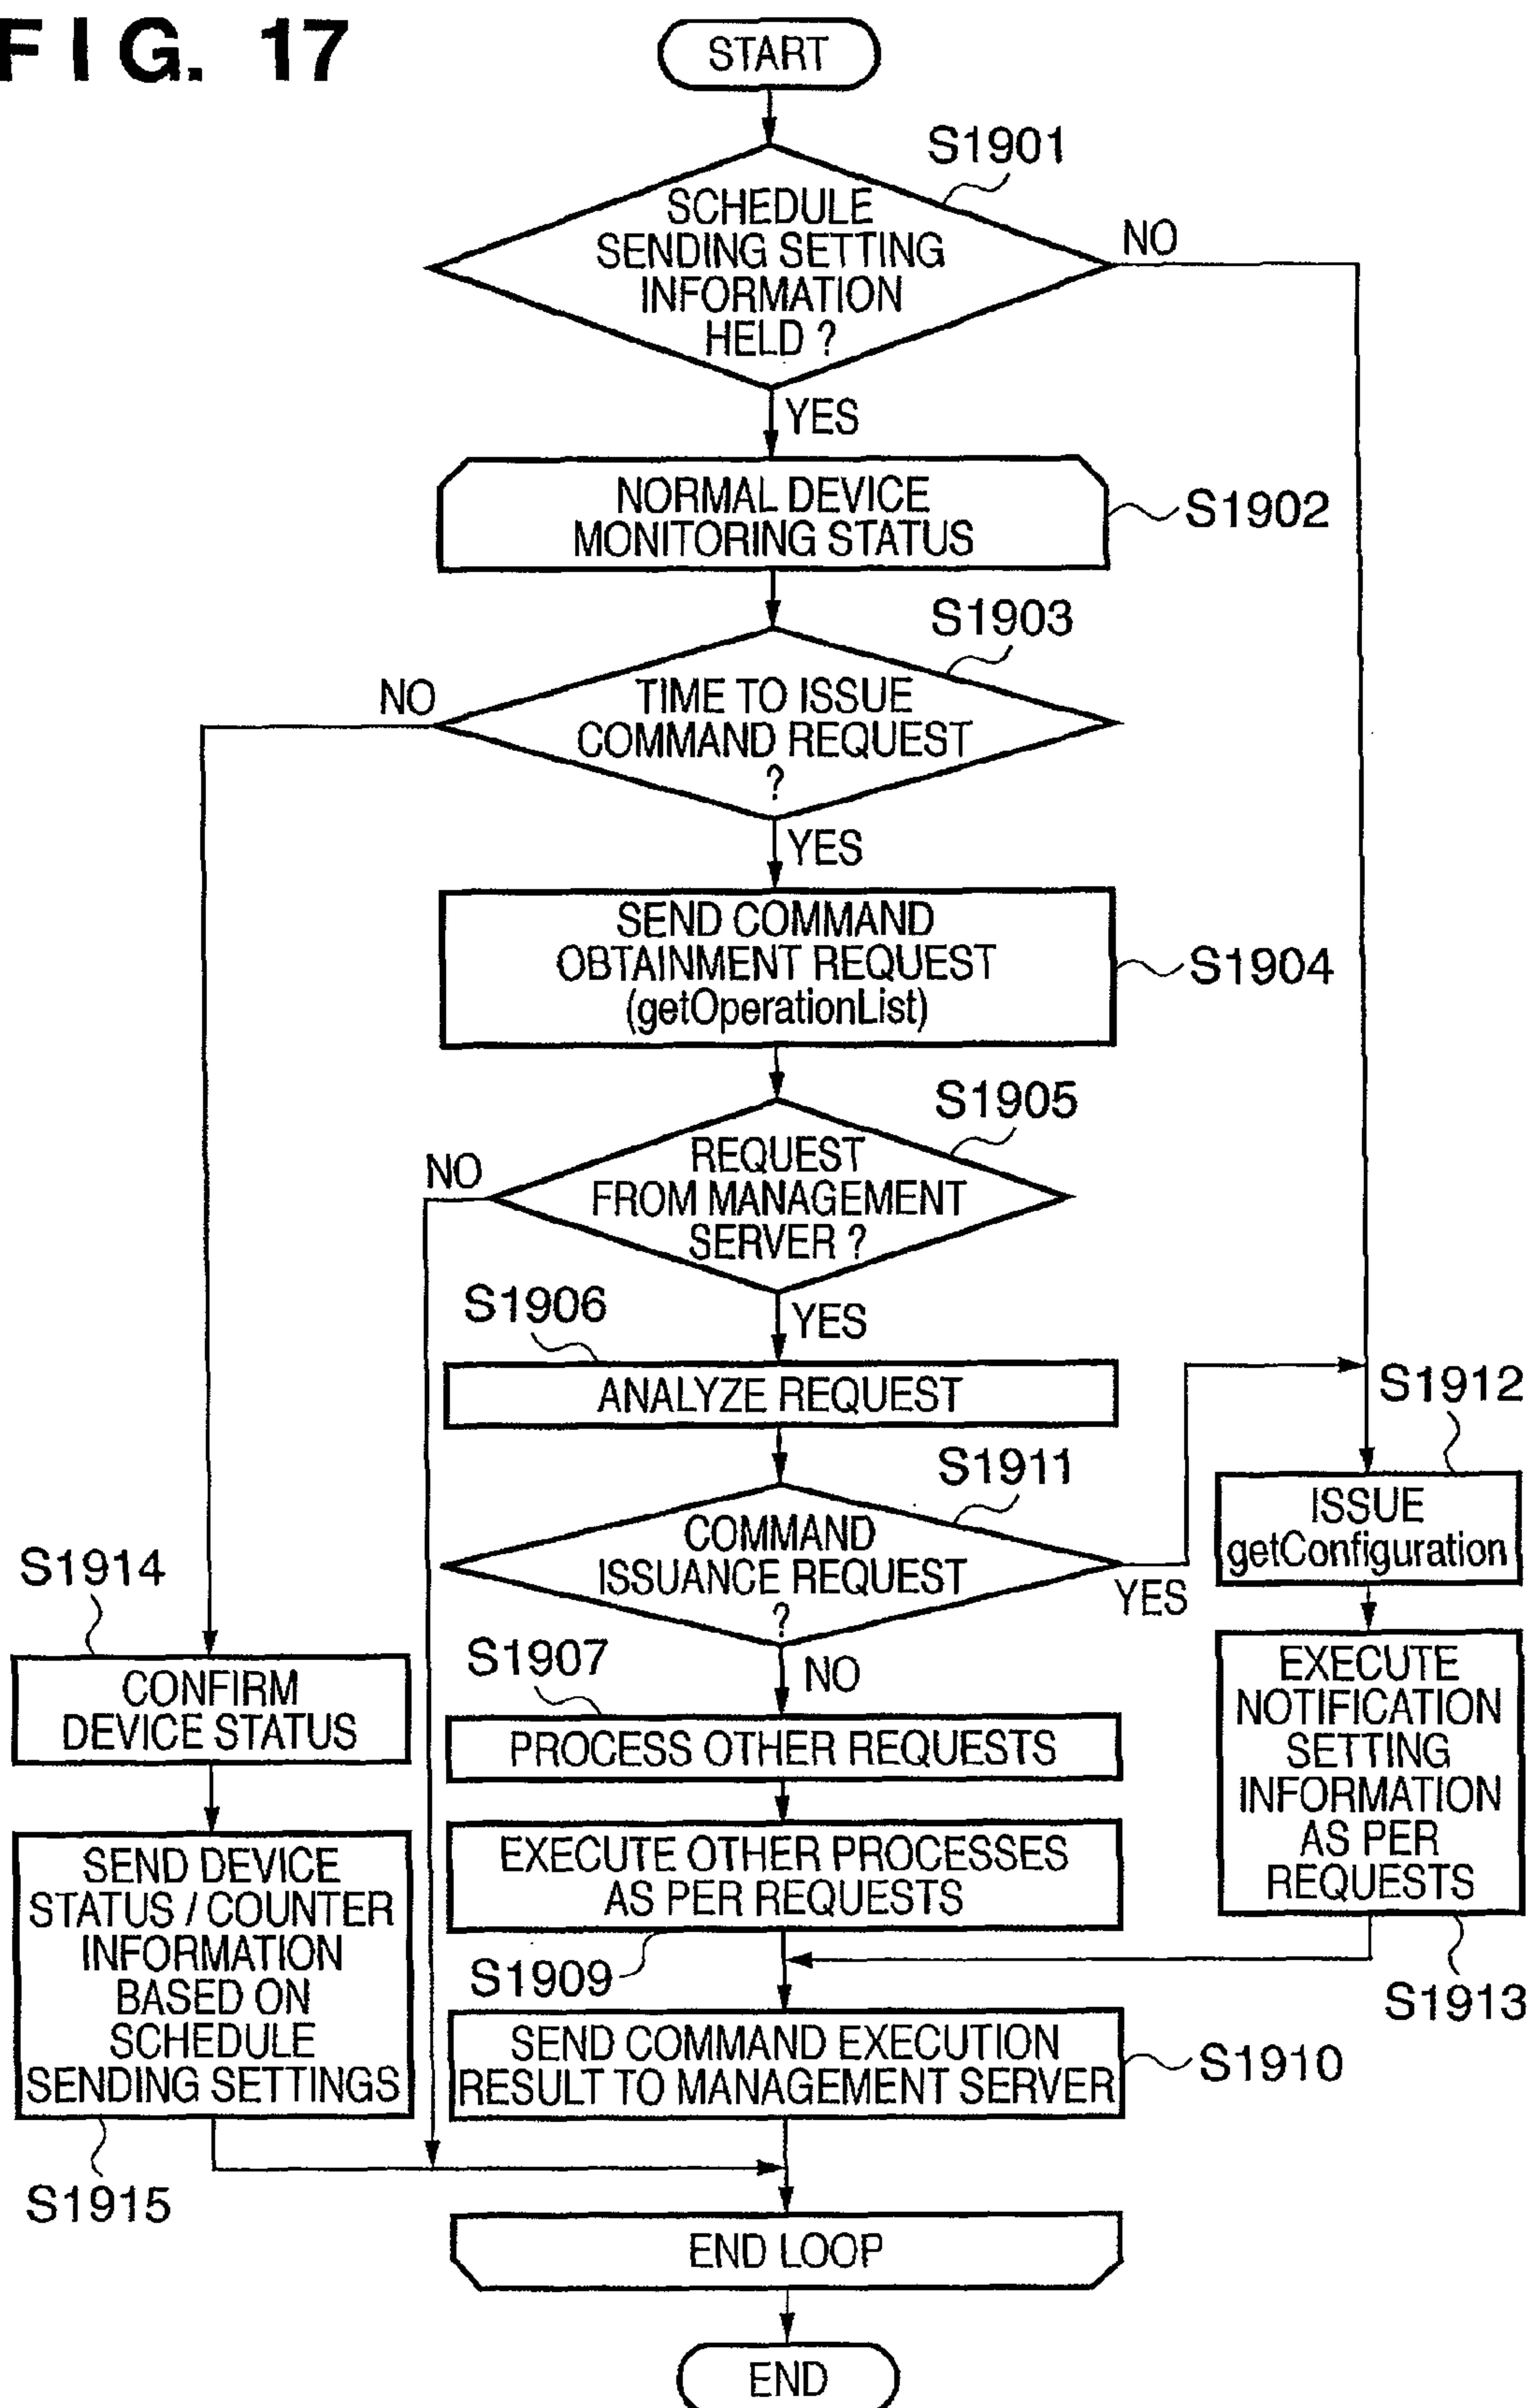 FIG. 17
START
S1901
SCHEDULE
SENDING SETTING
INFORMATION
HELD ?
NO
YES
NORMAL DEVICE
MONITORING STATUS
S1902
S1903
NO
TIME TO ISSUE
COMMAND REQUEST
?
YES
SEND COMMAND
OBTAINMENT REQUEST
(getOperationList)
S1904
S1905
NO
REQUEST
FROM MANAGEMENT
SERVER ?
S1906
YES
ANALYZE REQUEST
S1911
COMMAND
ISSUANCE REQUEST
?
YES
NO
S1912
ISSUE
getConfiguration
EXECUTE
NOTIFICATION
SETTING
INFORMATION
AS PER
REQUESTS
S1913
S1914
CONFIRM
DEVICE STATUS
SEND DEVICE
STATUS / COUNTER
INFORMATION
BASED ON
SCHEDULE
SENDING SETTINGS
S1915
S1907
PROCESS OTHER REQUESTS
EXECUTE OTHER PROCESSES
AS PER REQUESTS
S1909
SEND COMMAND EXECUTION
RESULT TO MANAGEMENT SERVER
S1910
END LOOP
END